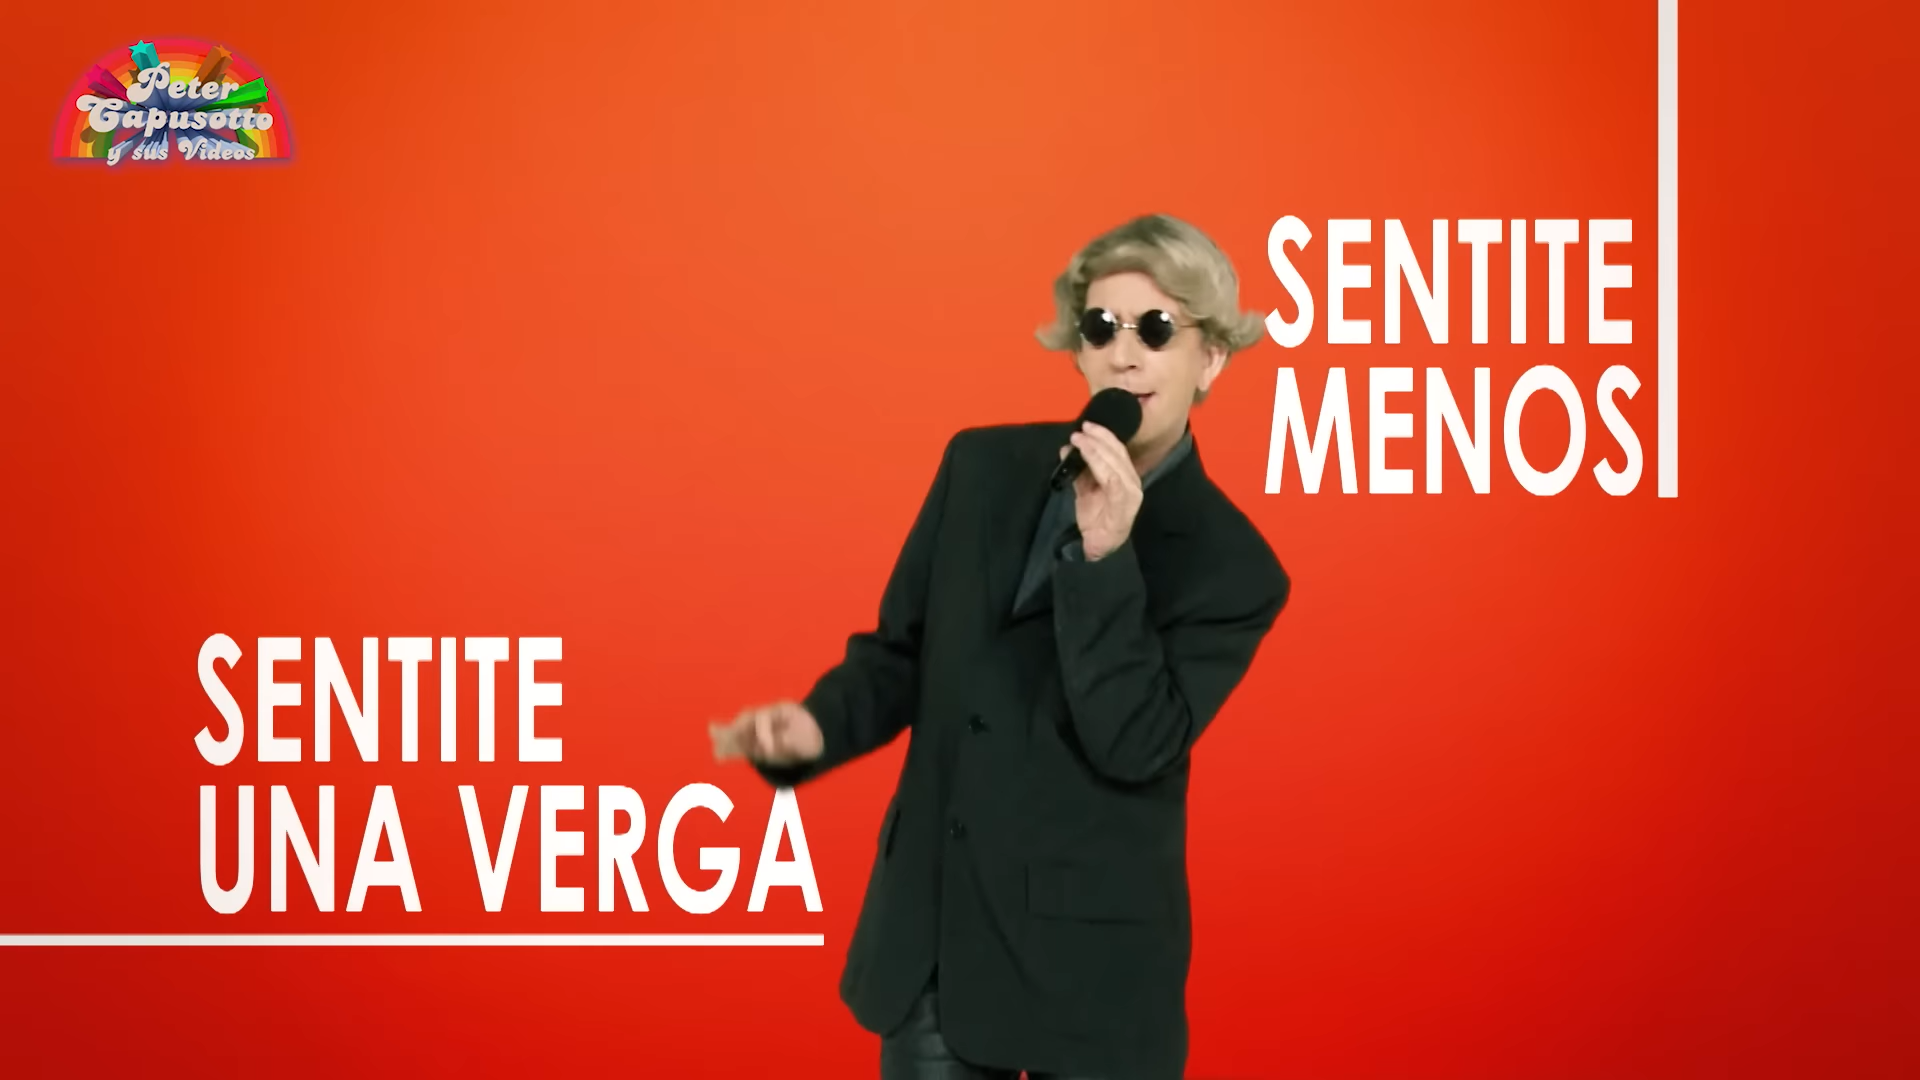 Peter
Capusotto
y sus Videos
SENTITE
MENOS
SENTITE
UNA VERGA